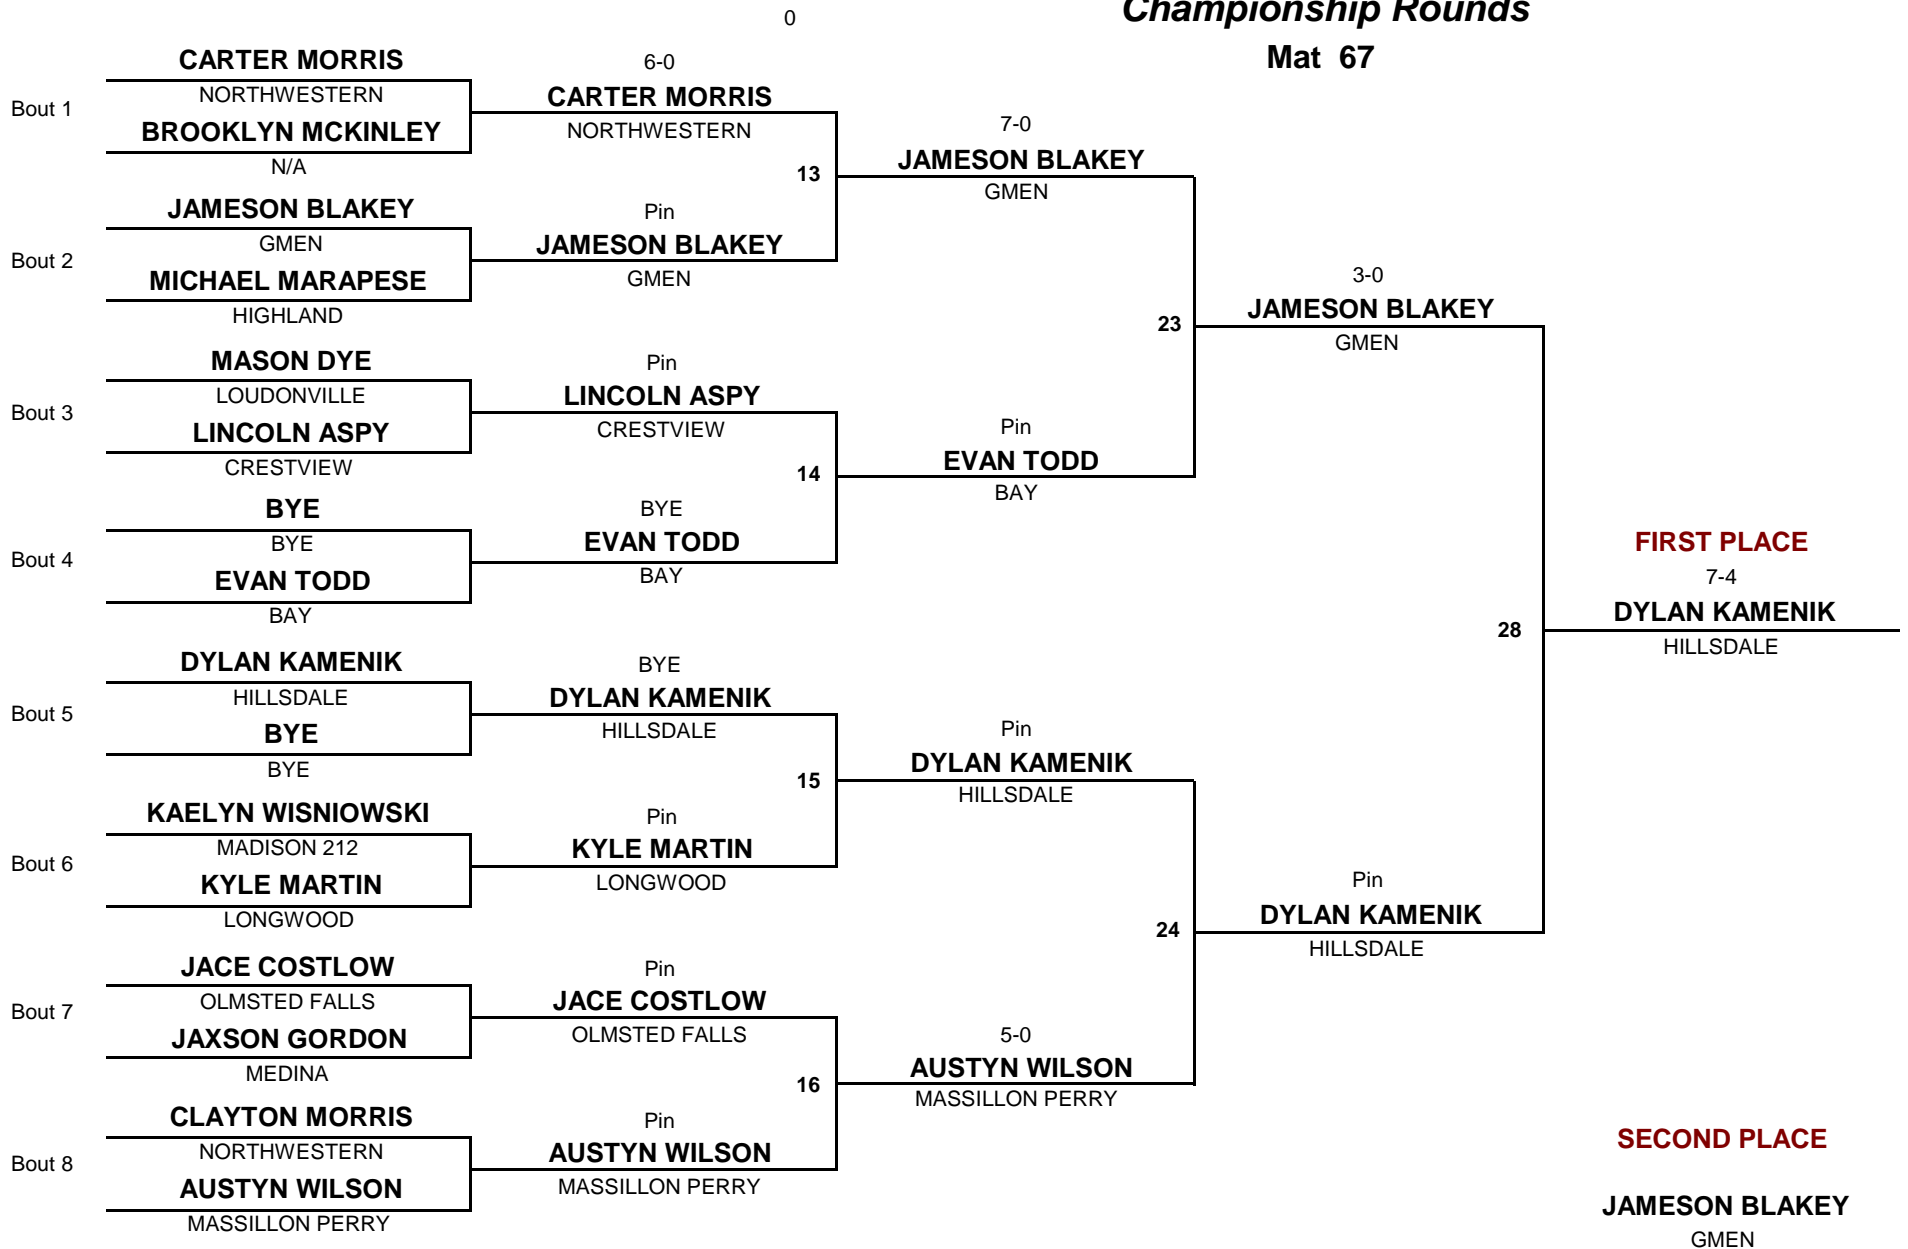 Championship Rounds
0
Mat 67
CARTER MORRIS
NORTHWESTERN
Bout 1
BROOKLYN MCKINLEY
N/A
JAMESON BLAKEY
GMEN
Bout 2
MICHAEL MARAPESE
HIGHLAND
MASON DYE
LOUDONVILLE
Bout 3
LINCOLN ASPY
CRESTVIEW
BYE
BYE
Bout 4
EVAN TODD
BAY
DYLAN KAMENIK
HILLSDALE
Bout 5
BYE
BYE
KAELYN WISNIOWSKI
MADISON 212
Bout 6
KYLE MARTIN
LONGWOOD
JACE COSTLOW
OLMSTED FALLS
Bout 7
JAXSON GORDON
MEDINA
CLAYTON MORRIS
NORTHWESTERN
Bout 8
AUSTYN WILSON
MASSILLON PERRY
6-0
CARTER MORRIS
NORTHWESTERN
13
Pin
JAMESON BLAKEY
GMEN
Pin
LINCOLN ASPY
CRESTVIEW
14
BYE
EVAN TODD
BAY
BYE
DYLAN KAMENIK
HILLSDALE
15
Pin
KYLE MARTIN
LONGWOOD
Pin
JACE COSTLOW
OLMSTED FALLS
16
Pin
AUSTYN WILSON
MASSILLON PERRY
7-0
JAMESON BLAKEY
GMEN
23
Pin
EVAN TODD
BAY
Pin
DYLAN KAMENIK
HILLSDALE
24
5-0
AUSTYN WILSON
MASSILLON PERRY
3-0
JAMESON BLAKEY
GMEN
28
Pin
DYLAN KAMENIK
HILLSDALE
FIRST PLACE
7-4
DYLAN KAMENIK
HILLSDALE
SECOND PLACE
JAMESON BLAKEY
GMEN